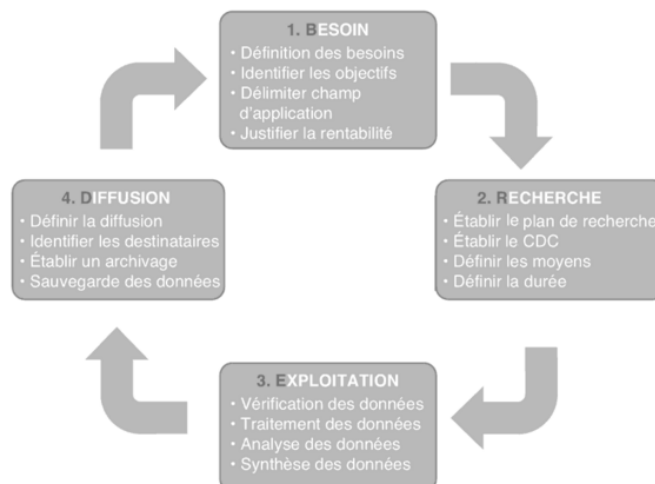 1. BESOIN
• Définition des besoins
• Identifier les objectifs
• Délimiter champ
d'application
• Justifier la rentabilité
2. RECHERCHE
• Établir le plan de recherche
• Établir le CDC
• Définir les moyens
• Définir la durée
3. EXPLOITATION
• Vérification des données
• Traitement des données
• Analyse des données
• Synthèse des données
4. DIFFUSION
• Définir la diffusion
• Identifier les destinataires
• Établir un archivage
• Sauvegarde des données